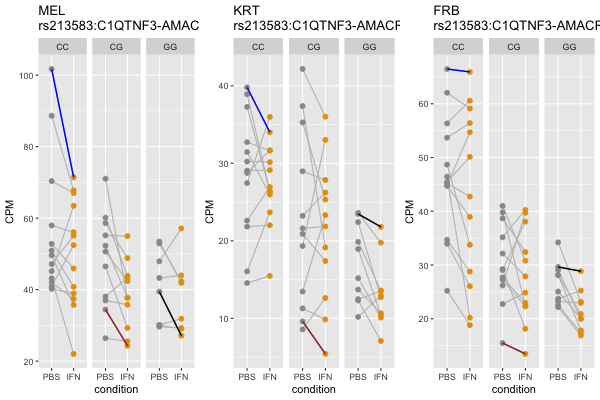 MEL
rs213583:C1QTNF3-AMAC
CC
CG
GG
100
80
60
40
20
CPM
PBS
IFN
PBS
IFN
PBS
IFN
condition
KRT
rs213583:C1QTNF3-AMACR
CC
CG
GG
40
30
20
10
CPM
PBS
IFN
PBS
IFN
PBS
IFN
condition
FRB
rs213583:C1QTNF3-AMACR
CC
CG
GG
60
50
40
30
20
CPM
PBS
IFN
PBS
IFN
PBS
IFN
condition